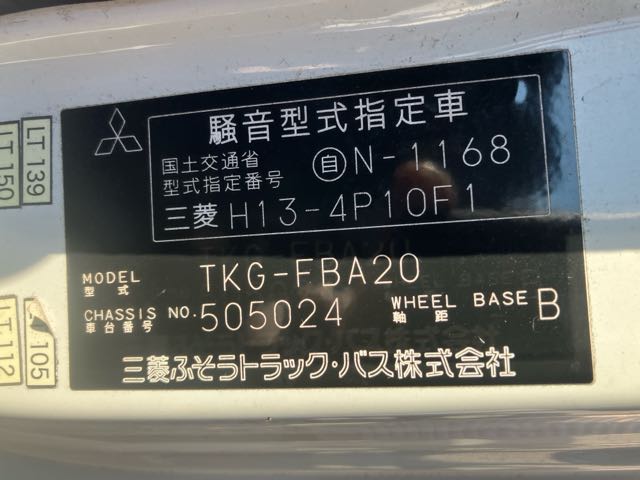 騒音型式指定車
国土交通省
型式指定番号
自 N-1168
三菱 H13-4P10F1
MODEL
型式
TKG-FBA20
CHASSIS NO.
車台番号
505024
WHEEL BASE
軸距
B
三菱ふそうトラック・バス株式会社
LT 139
LT 150
105
LT 112